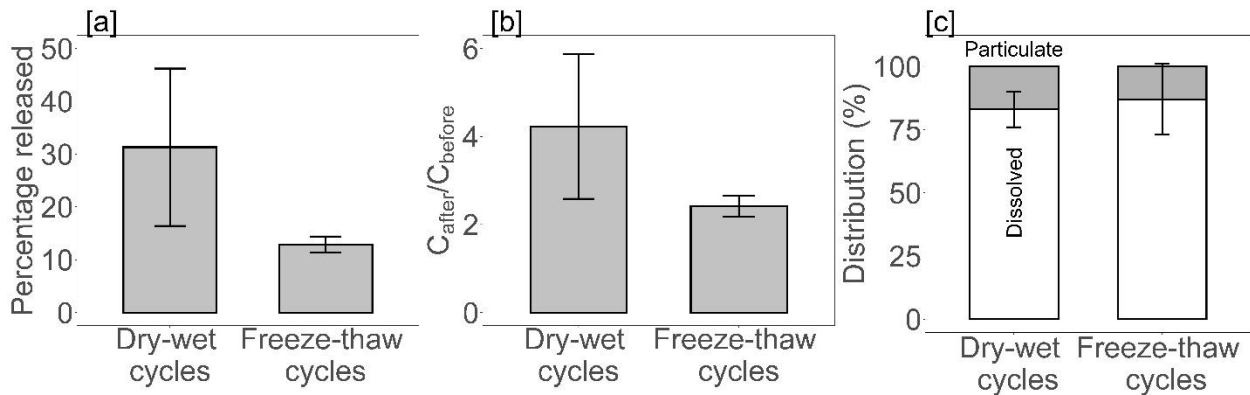 [a]
Percentage released
50
40
30
20
10
0
Dry-wet
cycles
Freeze-thaw
cycles
[b]
C_after/C_before
6
4
2
0
Dry-wet
cycles
Freeze-thaw
cycles
[c]
Distribution (%)
100
75
50
25
0
Particulate
Dissolved
Dry-wet
cycles
Freeze-thaw
cycles